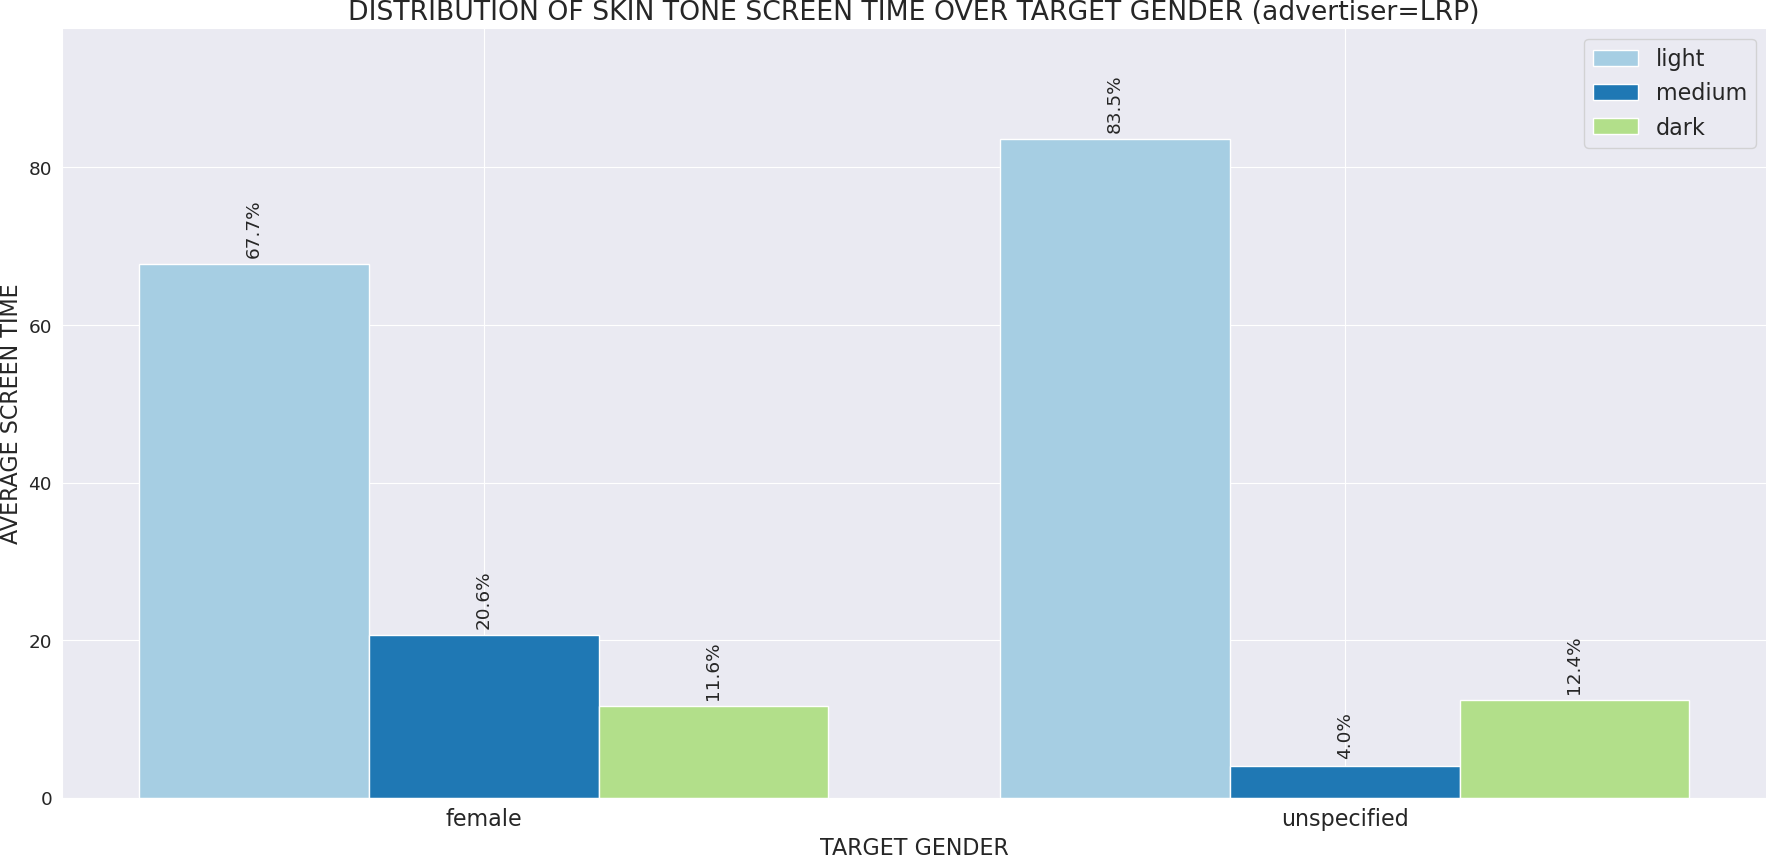 DISTRIBUTION OF SKIN TONE SCREEN TIME OVER TARGET GENDER (advertiser=LRP)
light
medium
dark
AVERAGE SCREEN TIME
80
60
40
20
0
67.7%
20.6%
11.6%
83.5%
4.0%
12.4%
female
unspecified
TARGET GENDER